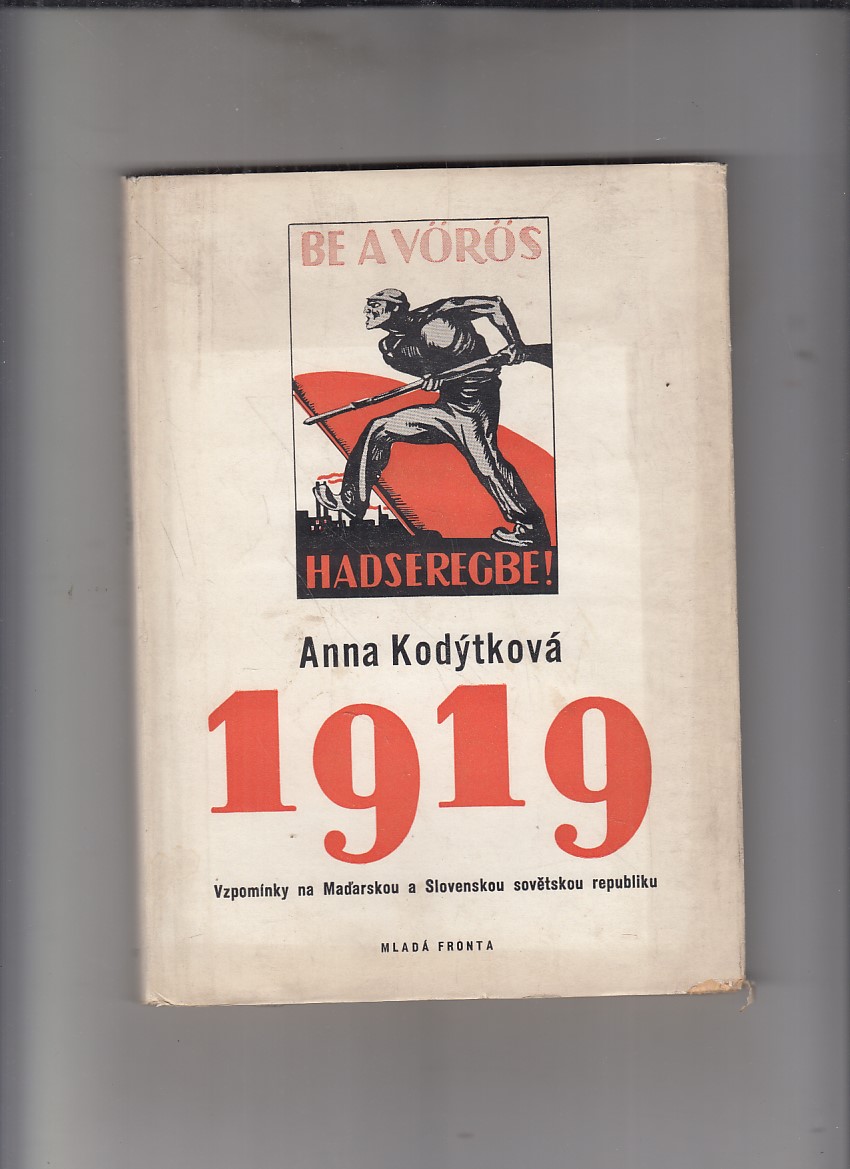 BE A VÖRÖS
HADSEREGBE!
Anna Kodýtková
1919
Vzpomínky na Maďarskou a Slovenskou sovětskou republiku
MLADÁ FRONTA